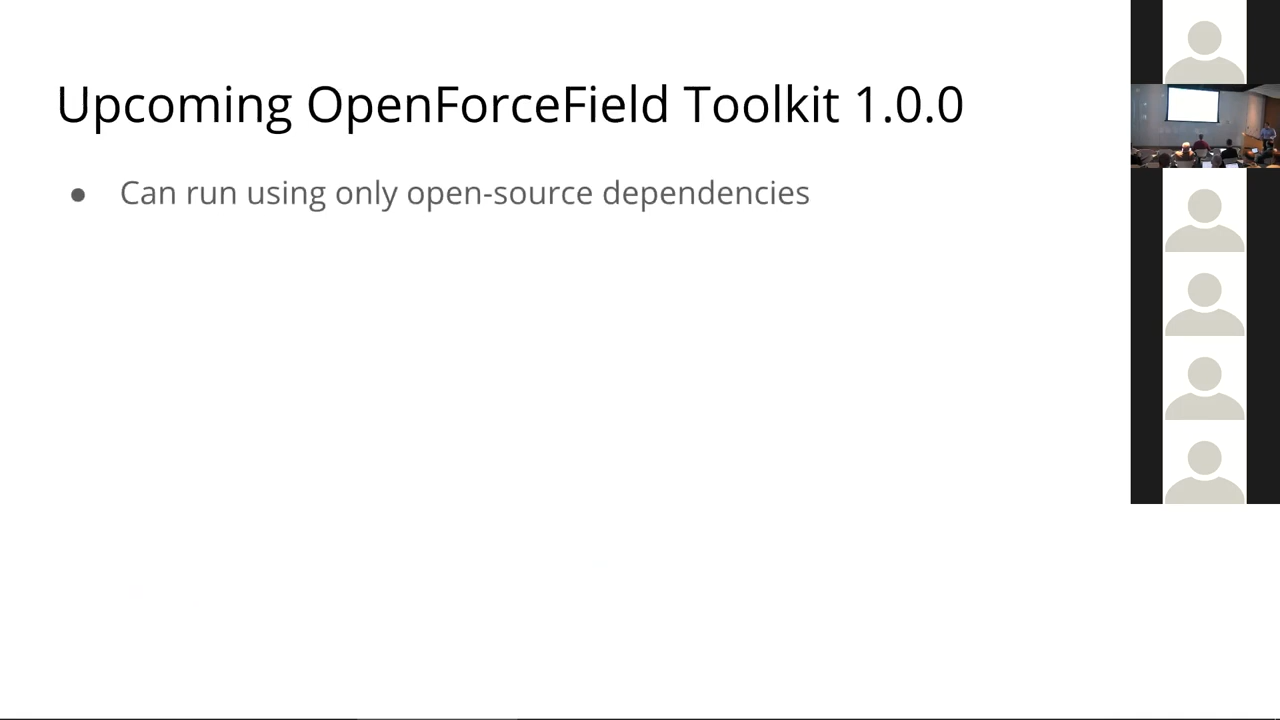 Upcoming OpenForceField Toolkit 1.0.0
● Can run using only open-source dependencies